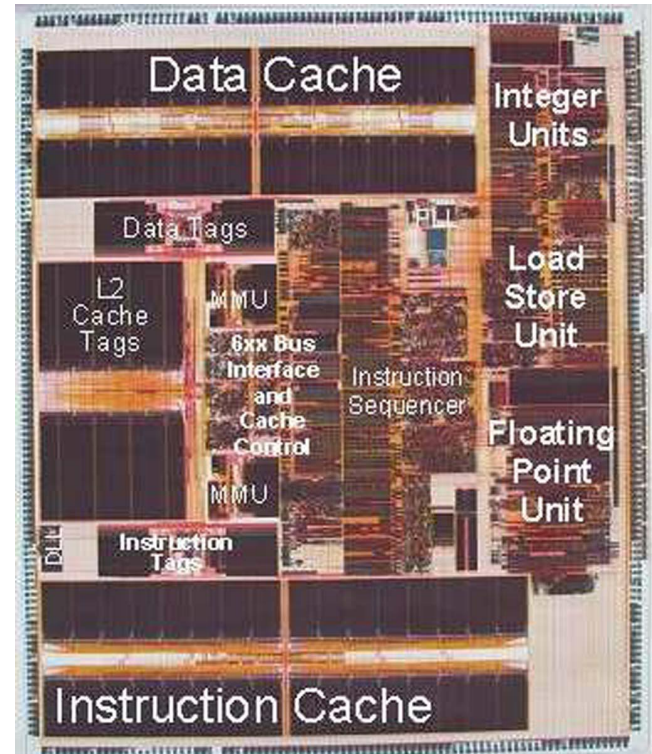 Data Cache
Integer
Units
Data Tags
L2
Cache
Tags
MMU
Load
Store
Unit
6xx Bus
Interface
and
Cache
Control
Instruction
Sequencer
Floating
Point
Unit
MMU
Instruction
Tags
DLL
Instruction Cache